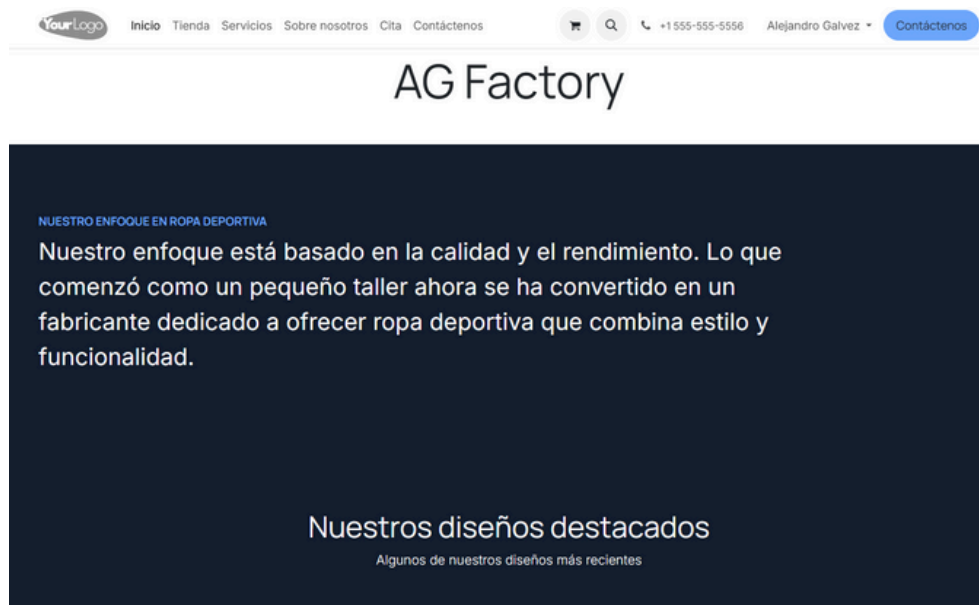 YourLogo Inicio Tienda Servicios Sobre nosotros Cita Contáctenos +1 555-555-5556 Alejandro Galvez Contáctenos
AG Factory
NUESTRO ENFOQUE EN ROPA DEPORTIVA
Nuestro enfoque está basado en la calidad y el rendimiento. Lo que
comenzó como un pequeño taller ahora se ha convertido en un
fabricante dedicado a ofrecer ropa deportiva que combina estilo y
funcionalidad.
Nuestros diseños destacados
Algunos de nuestros diseños más recientes